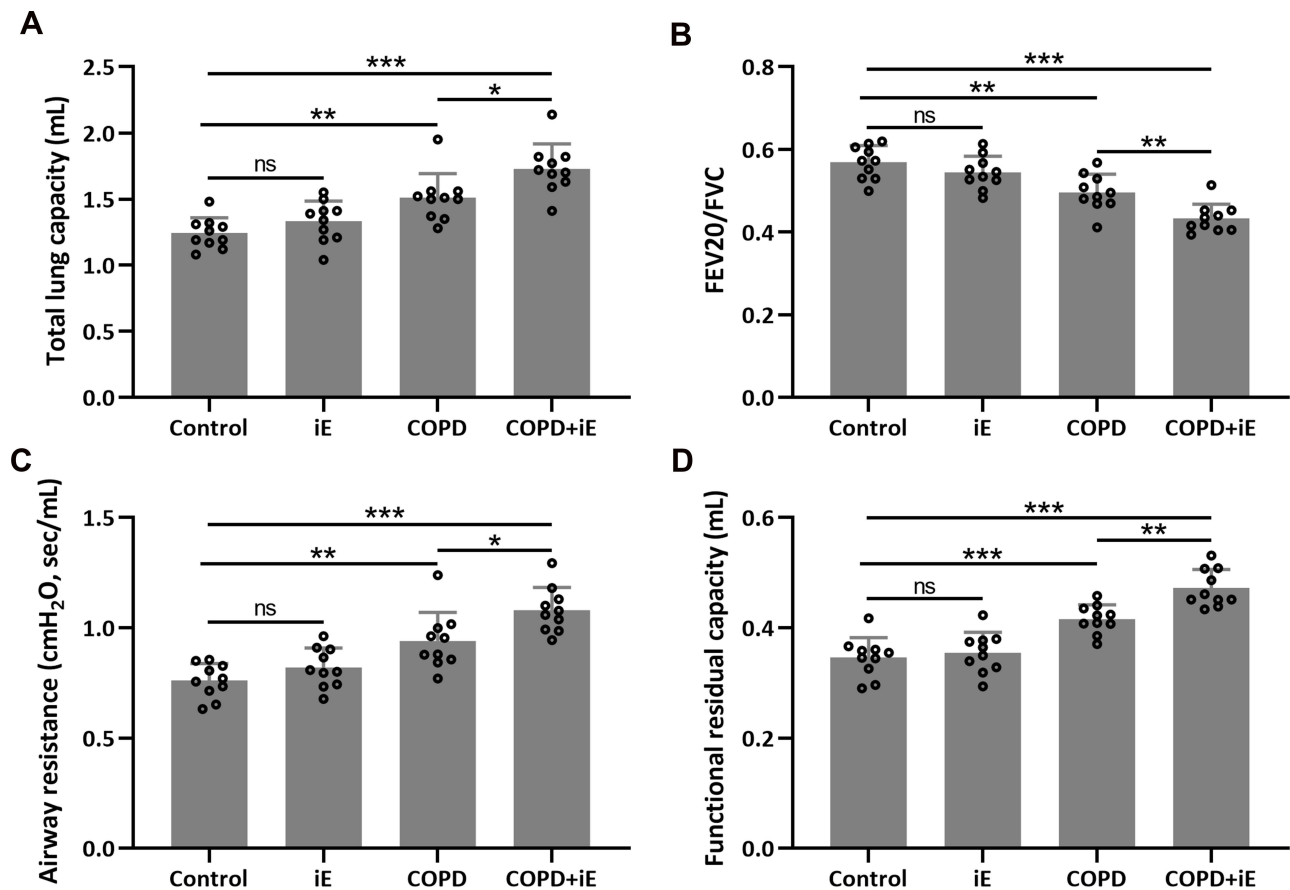 A
Total lung capacity (mL)
2.5
2.0
1.5
1.0
0.5
0.0
***
*
**
ns
Control iE COPD COPD+iE
B
FEV20/FVC
0.8
0.6
0.4
0.2
0.0
***
**
ns
**
Control iE COPD COPD+iE
C
Airway resistance (cmH₂O, sec/mL)
1.5
1.0
0.5
0.0
***
*
**
ns
Control iE COPD COPD+iE
D
Functional residual capacity (mL)
0.6
0.4
0.2
0.0
***
**
***
ns
Control iE COPD COPD+iE